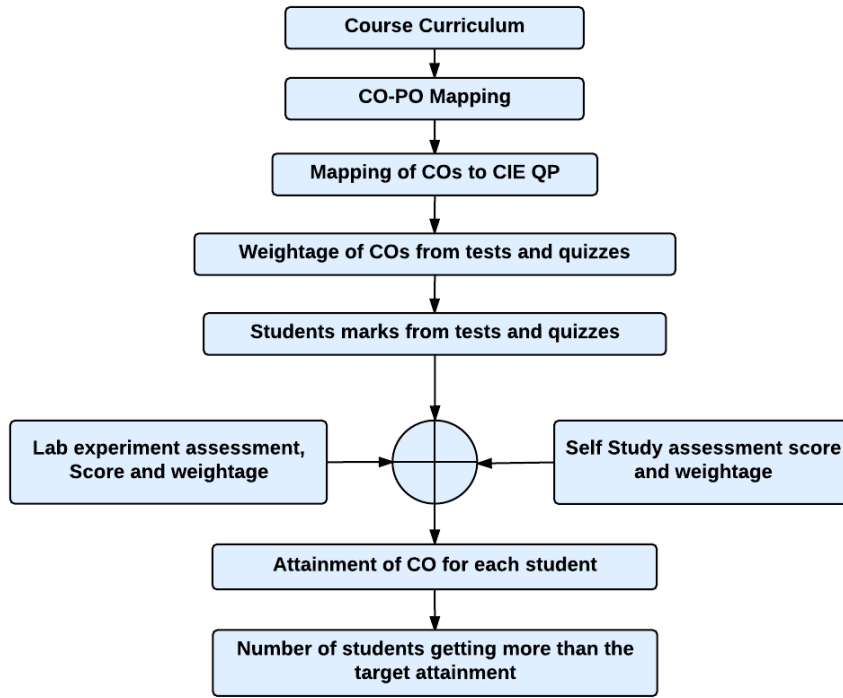 Course Curriculum
CO-PO Mapping
Mapping of COs to CIE QP
Weightage of COs from tests and quizzes
Students marks from tests and quizzes
Lab experiment assessment,
Score and weightage
Self Study assessment score
and weightage
Attainment of CO for each student
Number of students getting more than the
target attainment